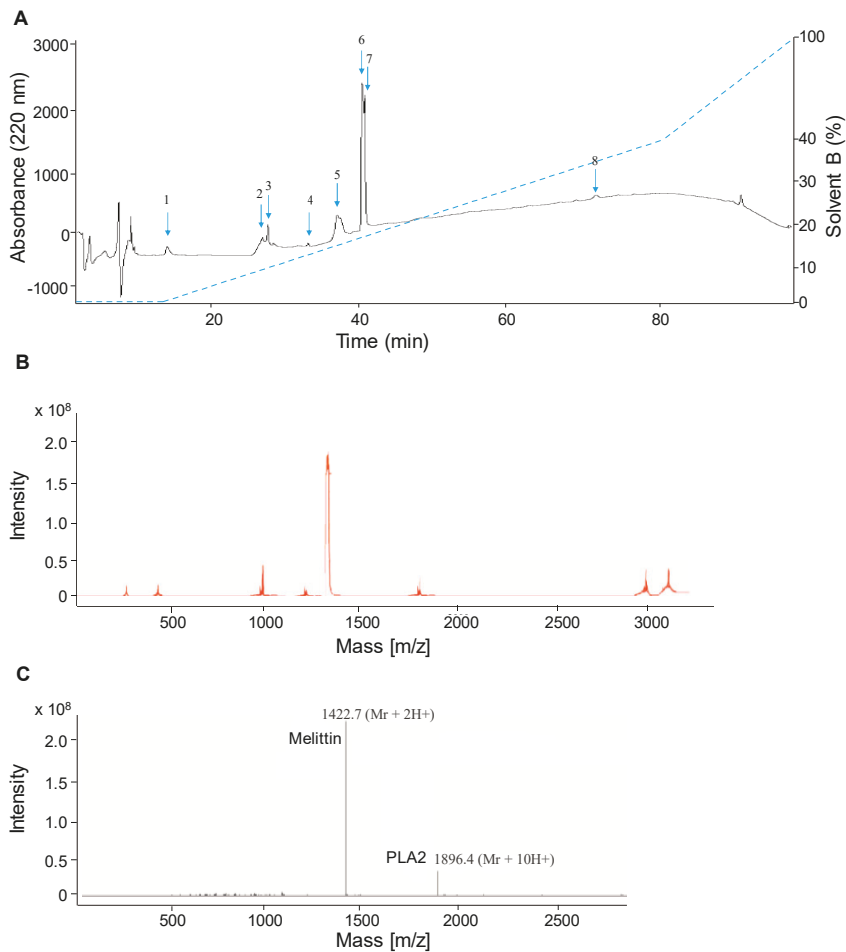 A
6
7
3000
2000
1000
0
-1000
Absorbance (220 nm)
1
2
3
4
5
8
100
40
30
20
10
0
Solvent B (%)
20
40
60
80
Time (min)
B
x 10⁸
2.0
1.5
1.0
0.5
0
Intensity
500
1000
1500
2000
2500
3000
Mass [m/z]
C
x 10⁸
1422.7 (Mr + 2H+)
Melittin
2.0
1.5
1.0
0.5
0
Intensity
PLA2 1896.4 (Mr + 10H+)
500
1000
1500
2000
2500
Mass [m/z]